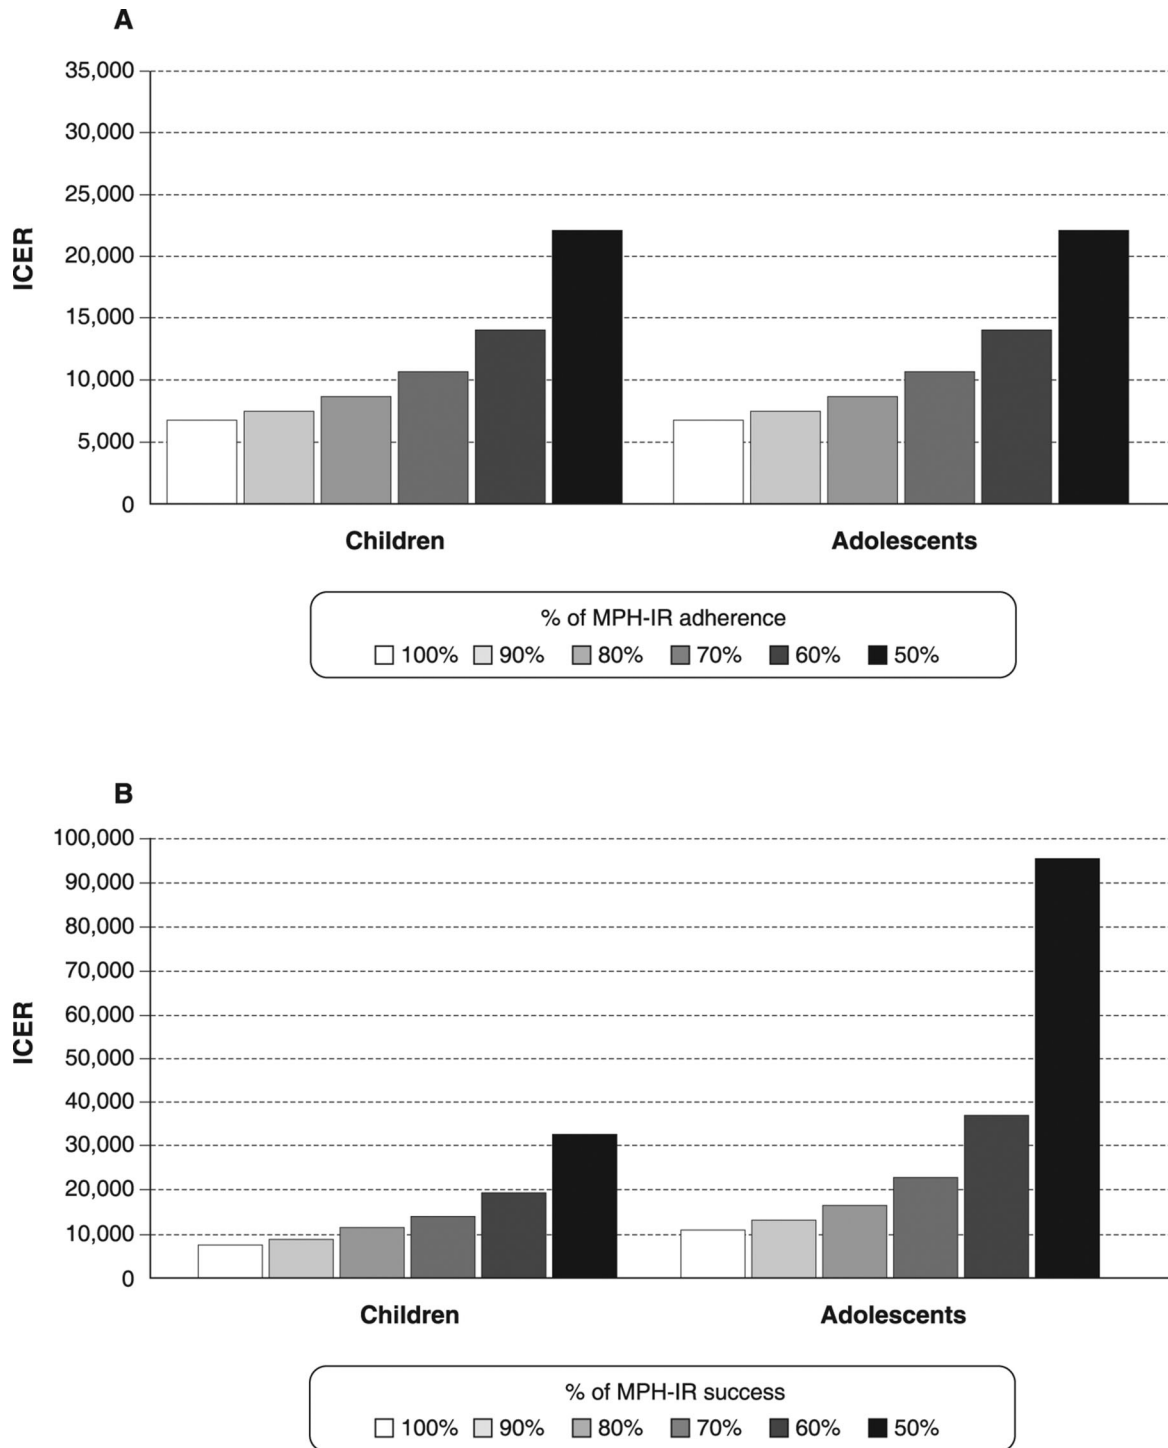 A
35,000
30,000
25,000
20,000
15,000
10,000
5,000
0
ICER
Children Adolescents
% of MPH-IR adherence
100% 90% 80% 70% 60% 50%
B
100,000
90,000
80,000
70,000
60,000
50,000
40,000
30,000
20,000
10,000
0
ICER
Children Adolescents
% of MPH-IR success
100% 90% 80% 70% 60% 50%